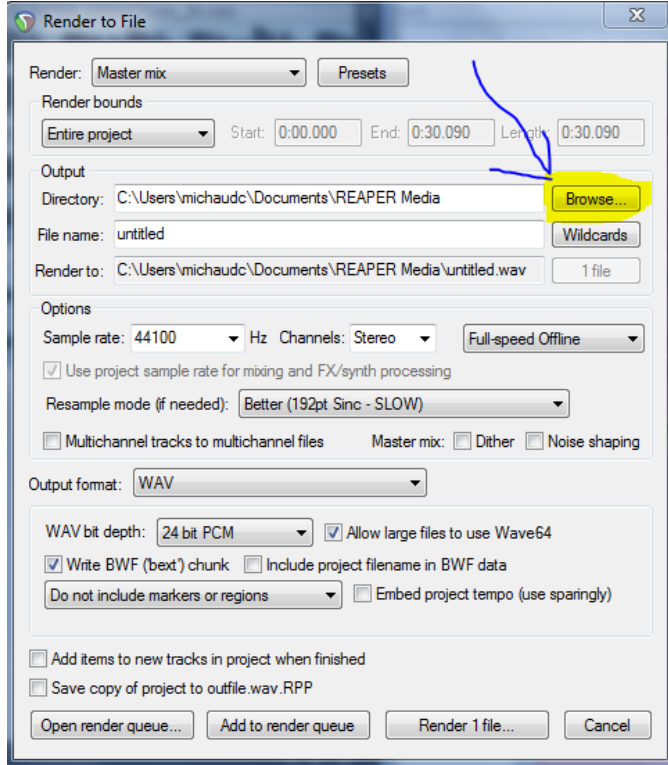 Render to File
Render: Master mix Presets
Render bounds
Entire project Start: 0:00.000 End: 0:30.090 Length: 0:30.090
Output
Directory: C:\Users\michaudc\Documents\REAPER Media Browse...
File name: untitled Wildcards
Render to: C:\Users\michaudc\Documents\REAPER Media\untitled.wav 1 file
Options
Sample rate: 44100 Hz Channels: Stereo Full-speed Offline
Use project sample rate for mixing and FX/synth processing
Resample mode (if needed): Better (192pt Sinc - SLOW)
Multichannel tracks to multichannel files Master mix: Dither Noise shaping
Output format: WAV
WAV bit depth: 24 bit PCM Allow large files to use Wave64
Write BWF ('bext') chunk Include project filename in BWF data
Do not include markers or regions Embed project tempo (use sparingly)
Add items to new tracks in project when finished
Save copy of project to outfile.wav.RPP
Open render queue... Add to render queue Render 1 file... Cancel